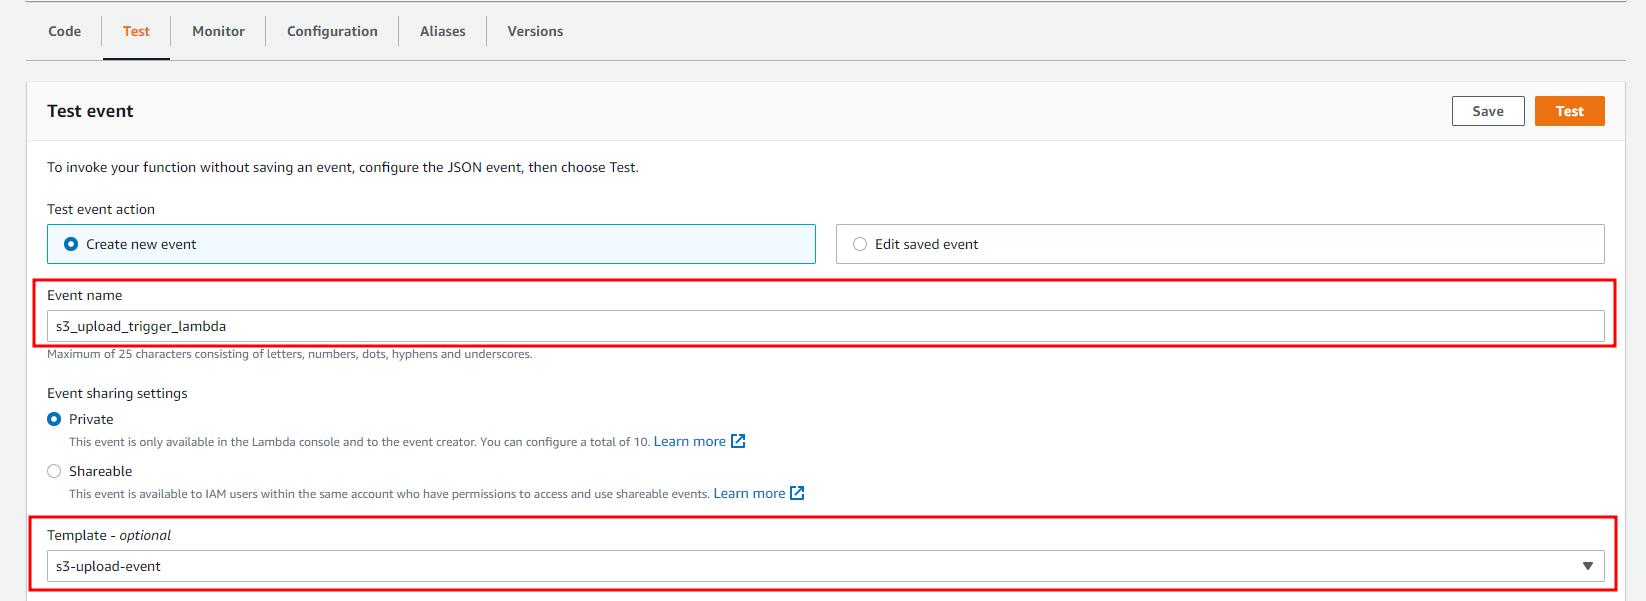 Code Test Monitor Configuration Aliases Versions
Test event
Save Test
To invoke your function without saving an event, configure the JSON event, then choose Test.
Test event action
Create new event Edit saved event
Event name
s3_upload_trigger_lambda
Maximum of 25 characters consisting of letters, numbers, dots, hyphens and underscores.
Event sharing settings
Private
This event is only available in the Lambda console and to the event creator. You can configure a total of 10. Learn more
Shareable
This event is available to IAM users within the same account who have permissions to access and use shareable events. Learn more
Template - optional
s3-upload-event